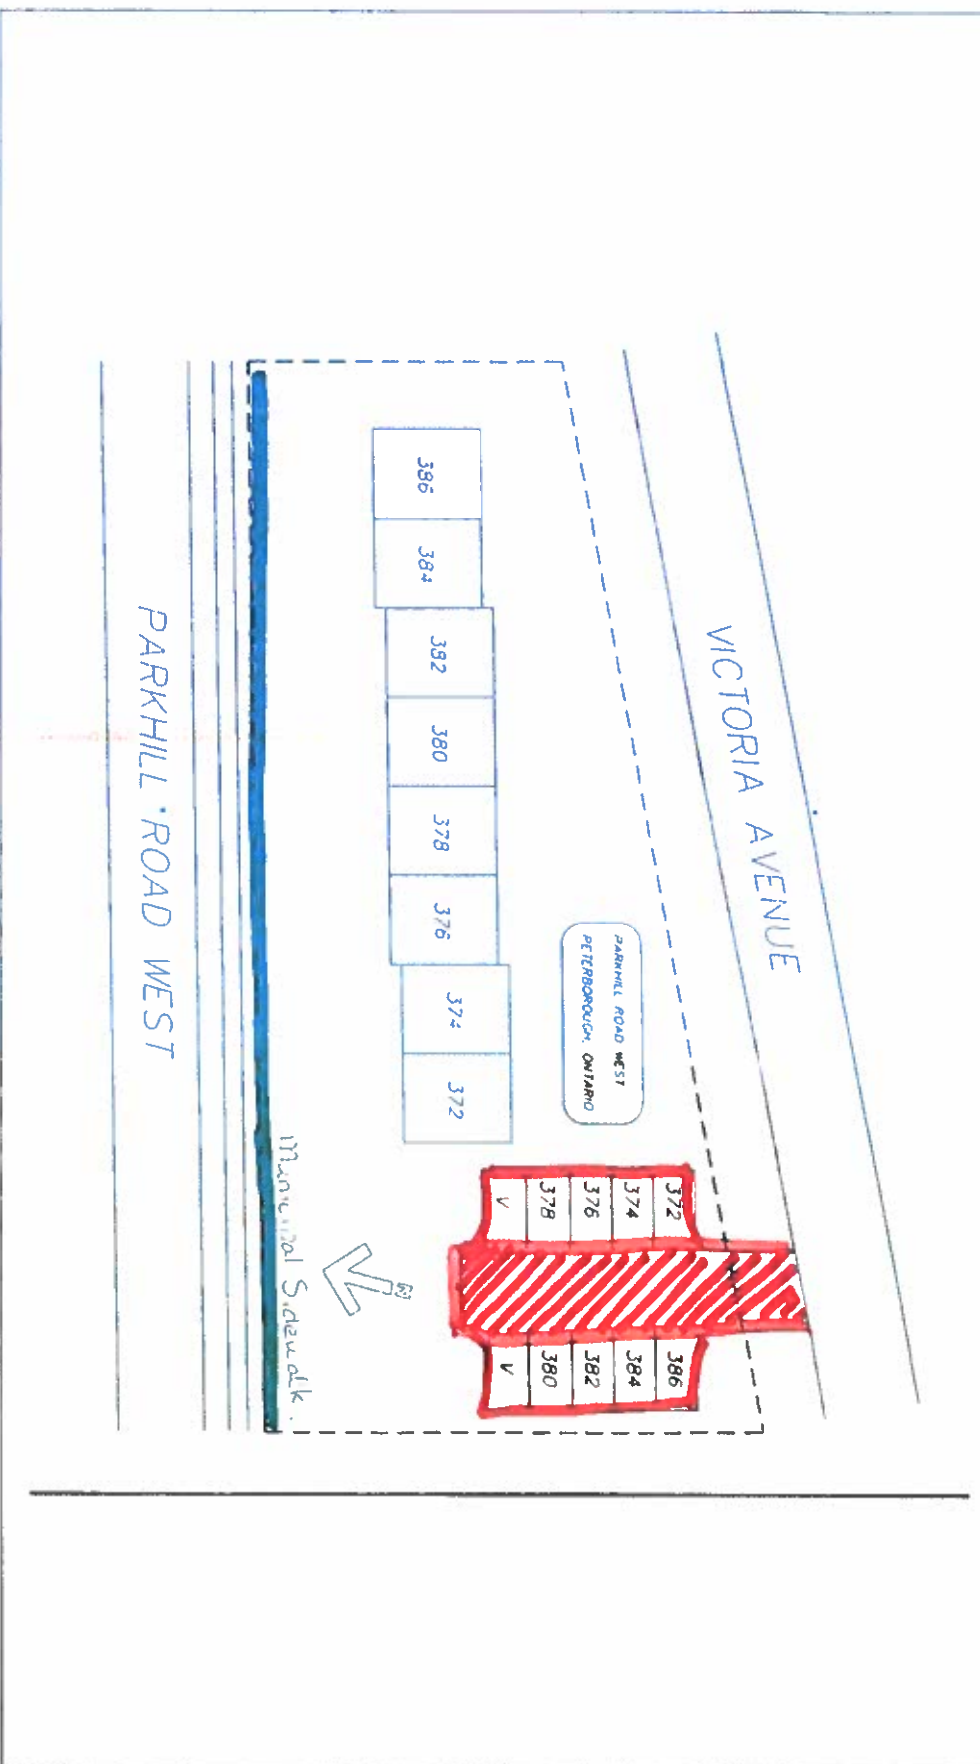 VICTORIA AVENUE
386
384
382
380
378
376
374
372
PARKHILL ROAD WEST
PETERBOROUGH, ONTARIO
372
374
376
378
V
386
384
382
380
V
N
Municipal Sidewalk.
PARKHILL ROAD WEST